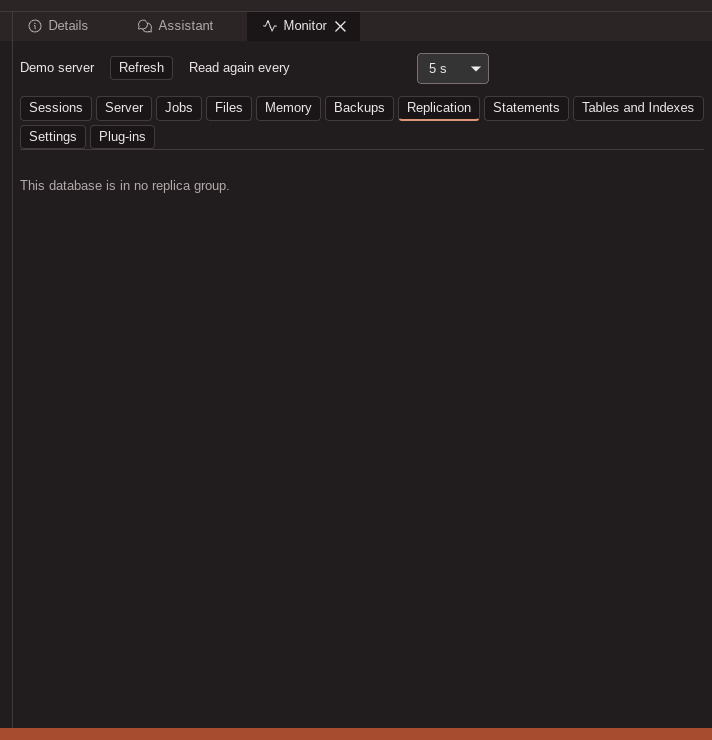 Details Assistant Monitor
Demo server Refresh Read again every 5 s
Sessions Server Jobs Files Memory Backups Replication Statements Tables and Indexes
Settings Plug-ins
This database is in no replica group.